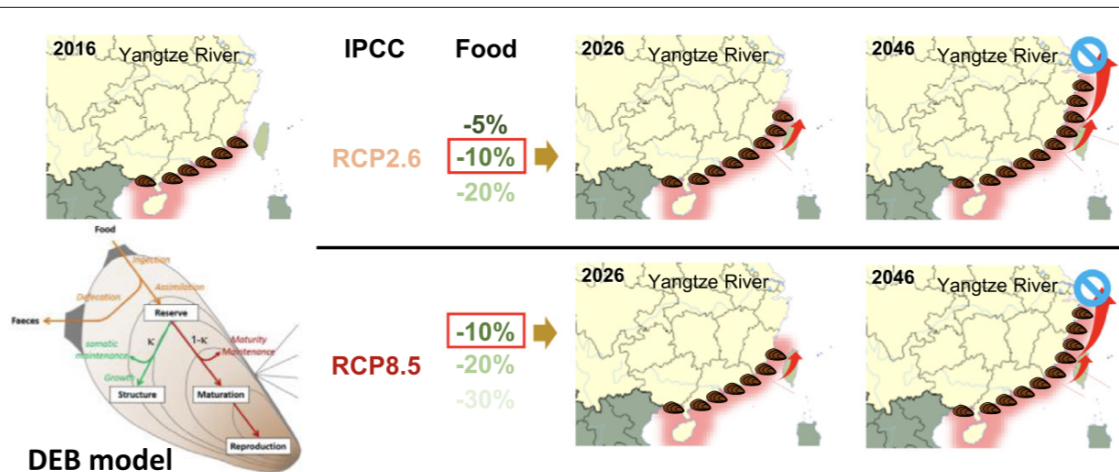 2016
Yangtze River
IPCC
Food
2026
Yangtze River
2046
Yangtze River
RCP2.6
-5%
-10%
-20%
RCP8.5
-10%
-20%
-30%
2026
Yangtze River
2046
Yangtze River
Food
Ingestion
Defecation
Assimilation
Faeces
Reserve
somatic
maintenance
κ
1-κ
Maturity
Maintenance
Growth
Structure
Maturation
Reproduction
DEB model